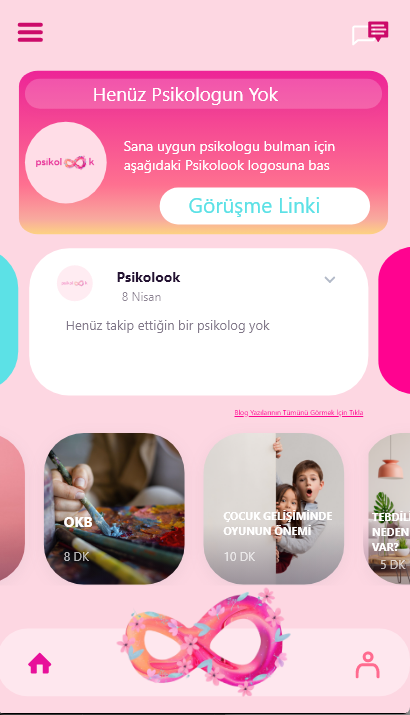 Henüz Psikologun Yok
psikol k
Sana uygun psikologu bulman için
aşağıdaki Psikolook logosuna bas
Görüşme Linki
Psikolook
8 Nisan
Henüz takip ettiğin bir psikolog yok
Blog Yazılarının Tümünü Görmek İçin Tıkla
OKB
8 DK
ÇOCUK GELİŞİMİNDE
OYUNUN ÖNEMİ
10 DK
TEBDİL
NEDEN
VAR?
5 DK